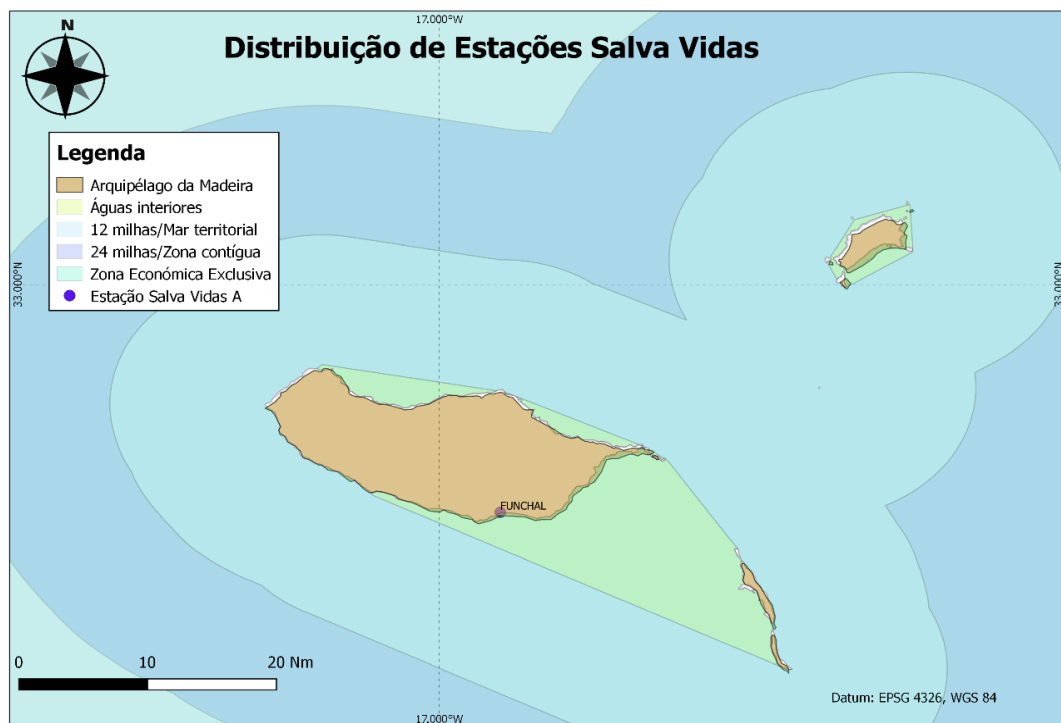 17.000°W
N
Distribuição de Estações Salva Vidas
Legenda
Arquipélago da Madeira
Águas interiores
12 milhas/Mar territorial
24 milhas/Zona contígua
Zona Económica Exclusiva
Estação Salva Vidas A
33.000°N
33.000°N
FUNCHAL
0 10 20 Nm
Datum: EPSG 4326, WGS 84
17.000°W